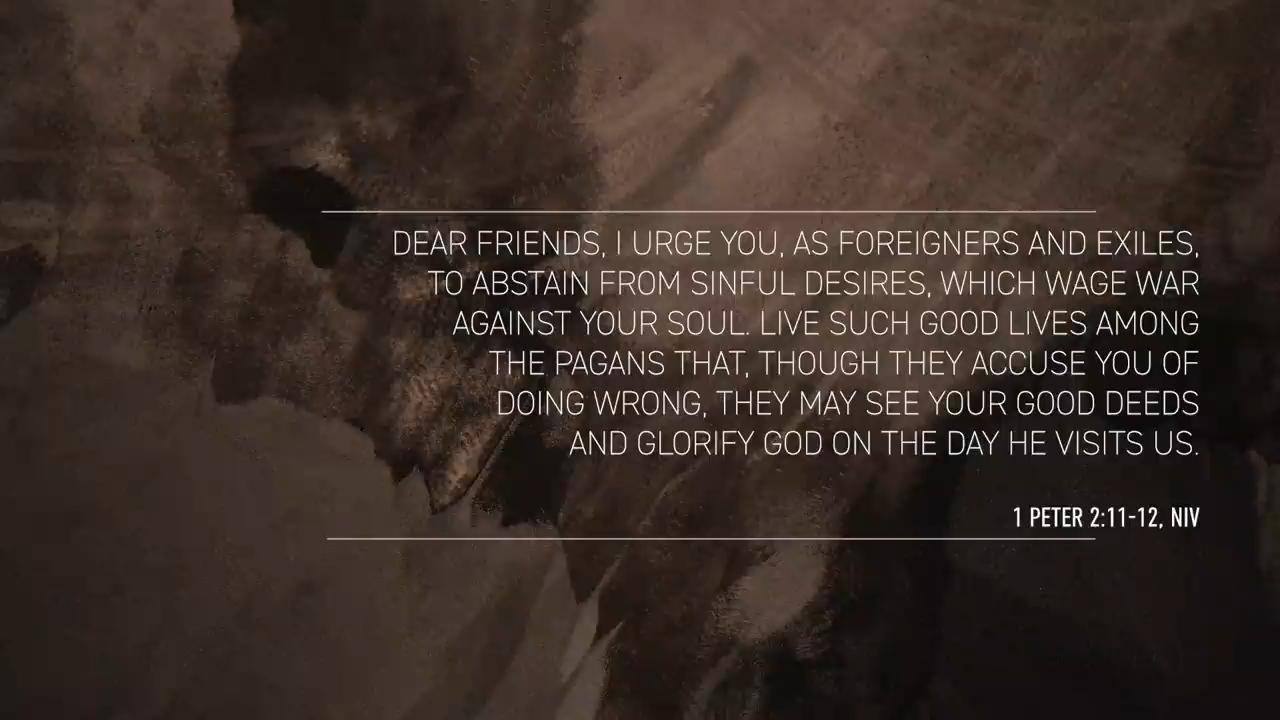 DEAR FRIENDS, I URGE YOU, AS FOREIGNERS AND EXILES,
TO ABSTAIN FROM SINFUL DESIRES, WHICH WAGE WAR
AGAINST YOUR SOUL. LIVE SUCH GOOD LIVES AMONG
THE PAGANS THAT, THOUGH THEY ACCUSE YOU OF
DOING WRONG, THEY MAY SEE YOUR GOOD DEEDS
AND GLORIFY GOD ON THE DAY HE VISITS US.
1 PETER 2:11-12, NIV